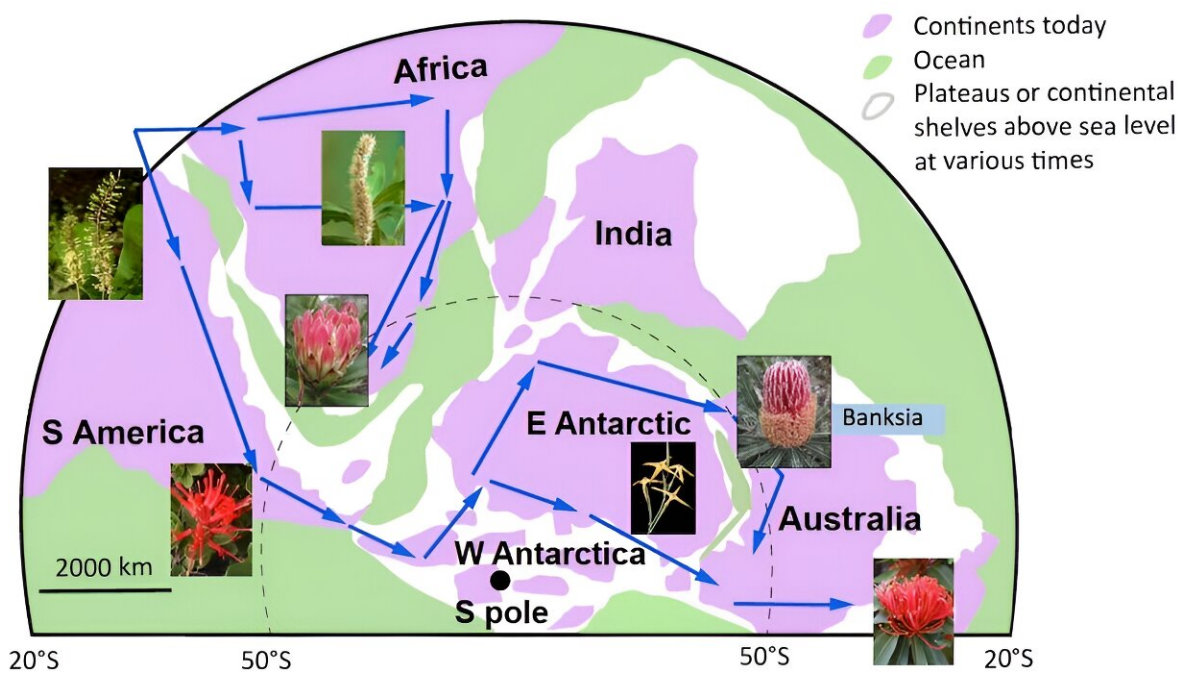 Continents today
Ocean
Plateaus or continental
shelves above sea level
at various times
Africa
India
S America
E Antarctic
Banksia
Australia
W Antarctica
2000 km
S pole
20°S
50°S
50°S
20°S